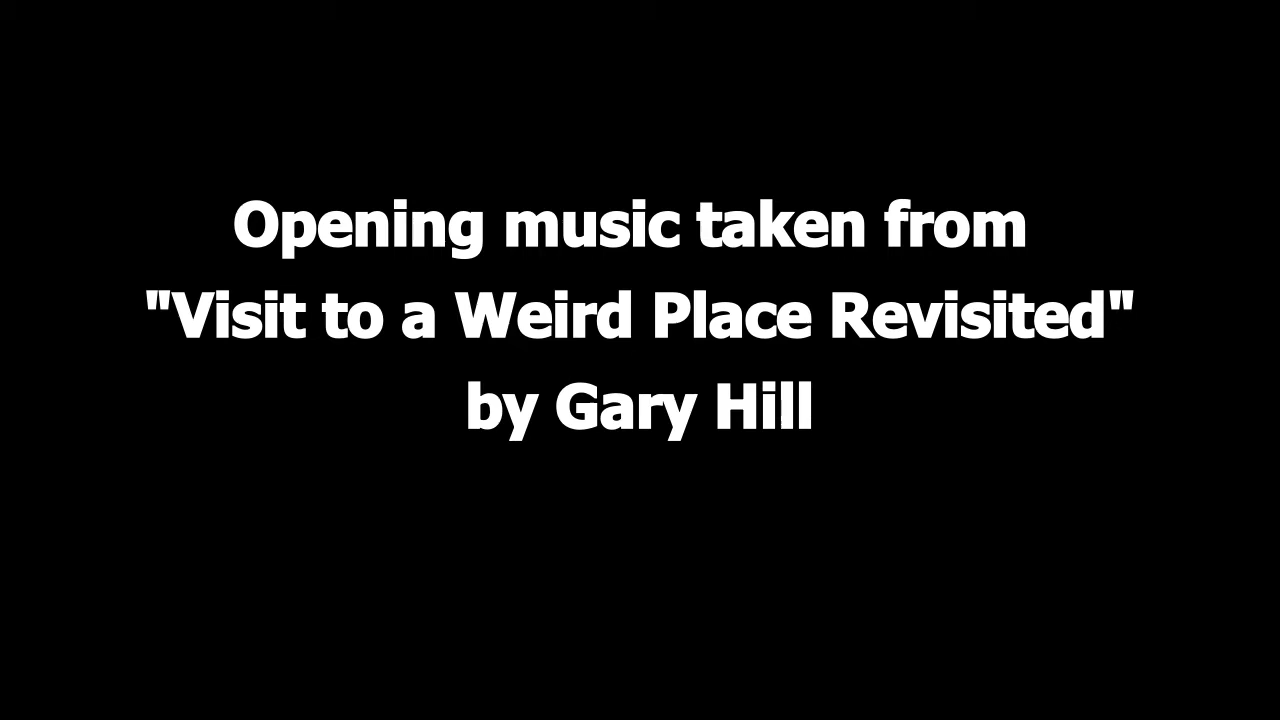 Opening music taken from
"Visit to a Weird Place Revisited"
by Gary Hill